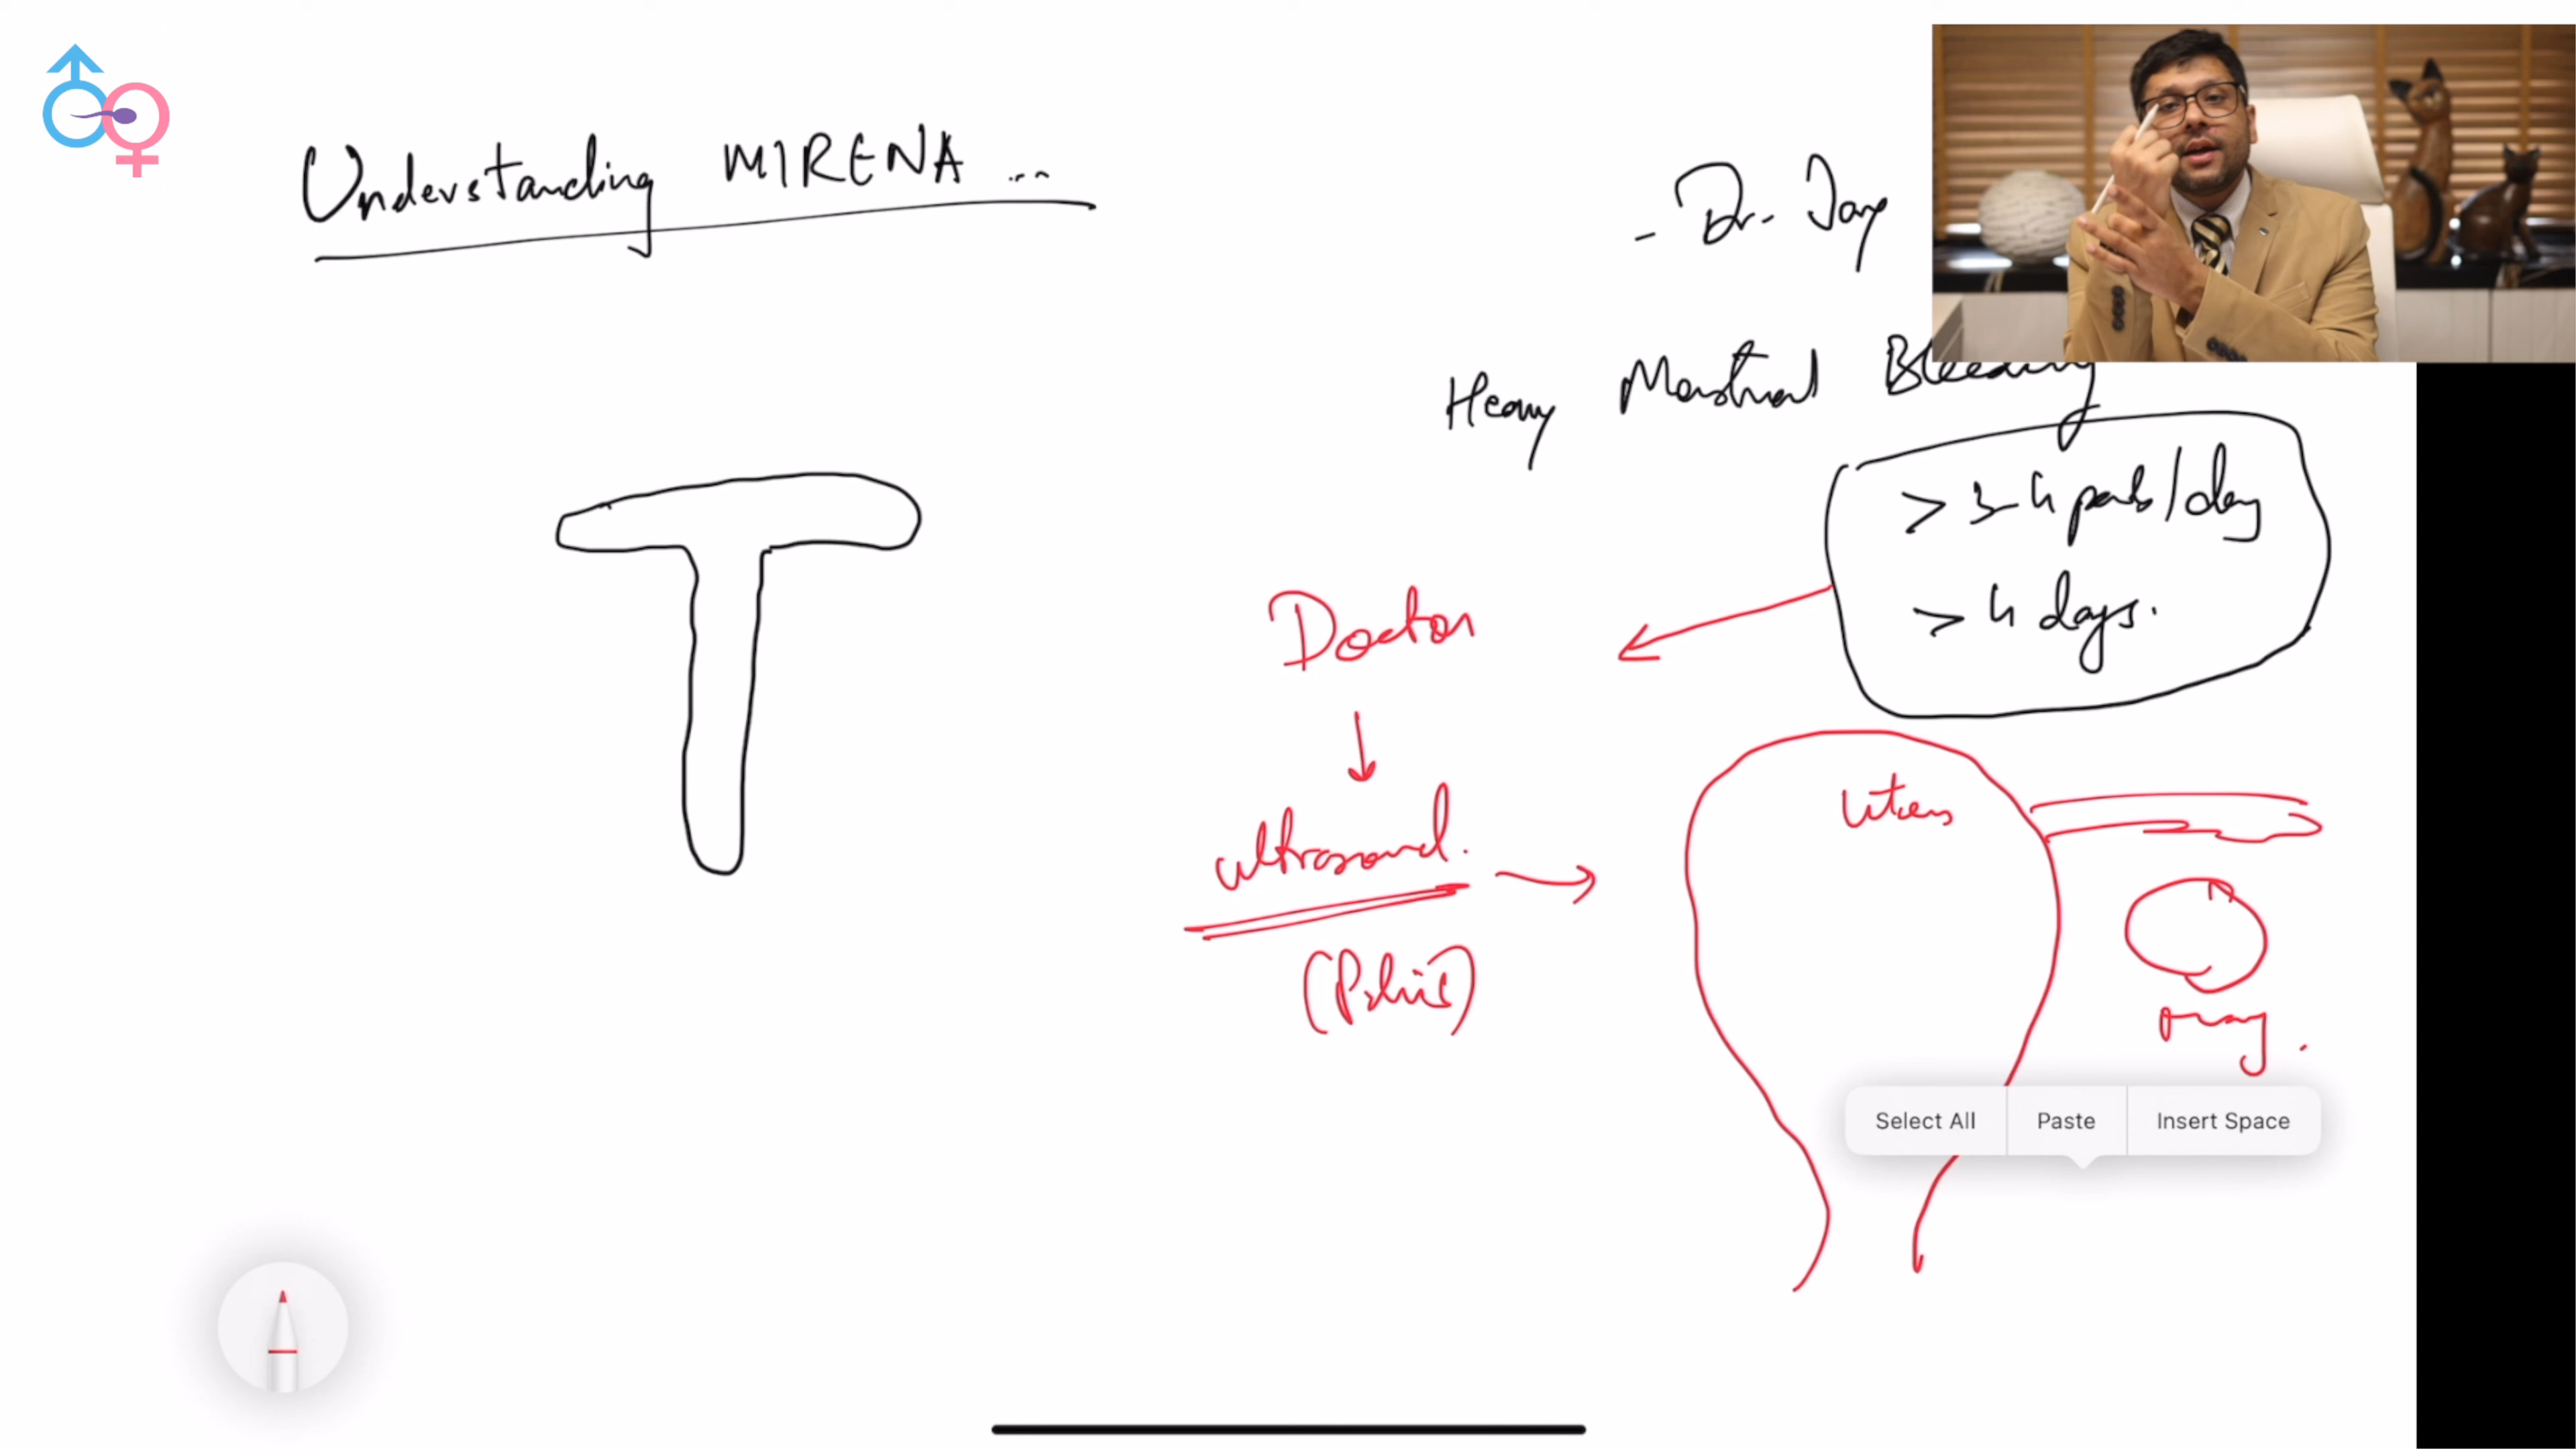 Understanding MIRENA ...
- Dr. Jay
Heavy Menstrual Bleeding
> 3-4 pads/day
> 4 days.
Doctor
ultrasound.
(Pelvis)
Uterus
ovary.
Select All
Paste
Insert Space